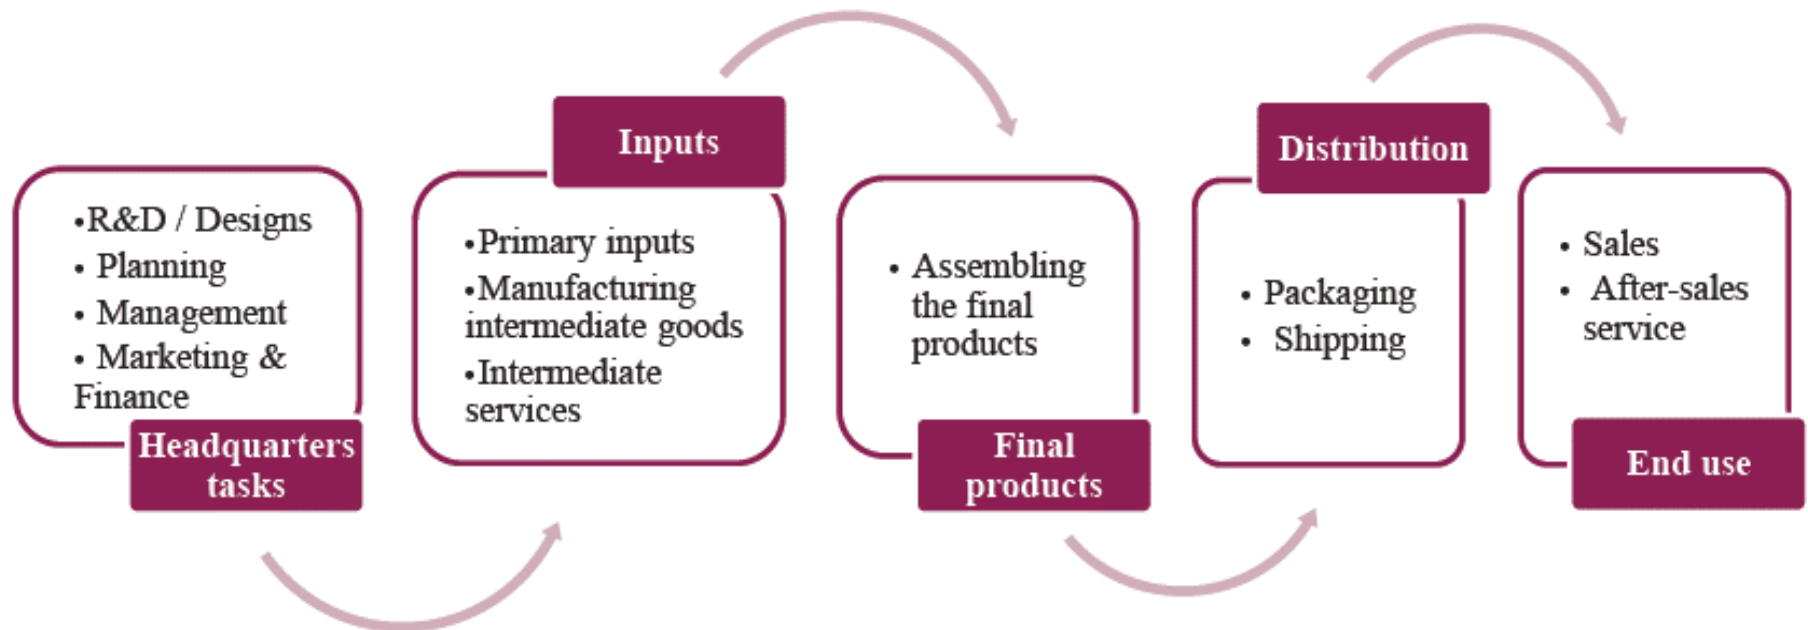 •R&D / Designs
• Planning
• Management
• Marketing &
Finance
Headquarters
tasks
Inputs
•Primary inputs
•Manufacturing
intermediate goods
•Intermediate
services
• Assembling
the final
products
Final
products
Distribution
• Packaging
• Shipping
• Sales
• After-sales
service
End use